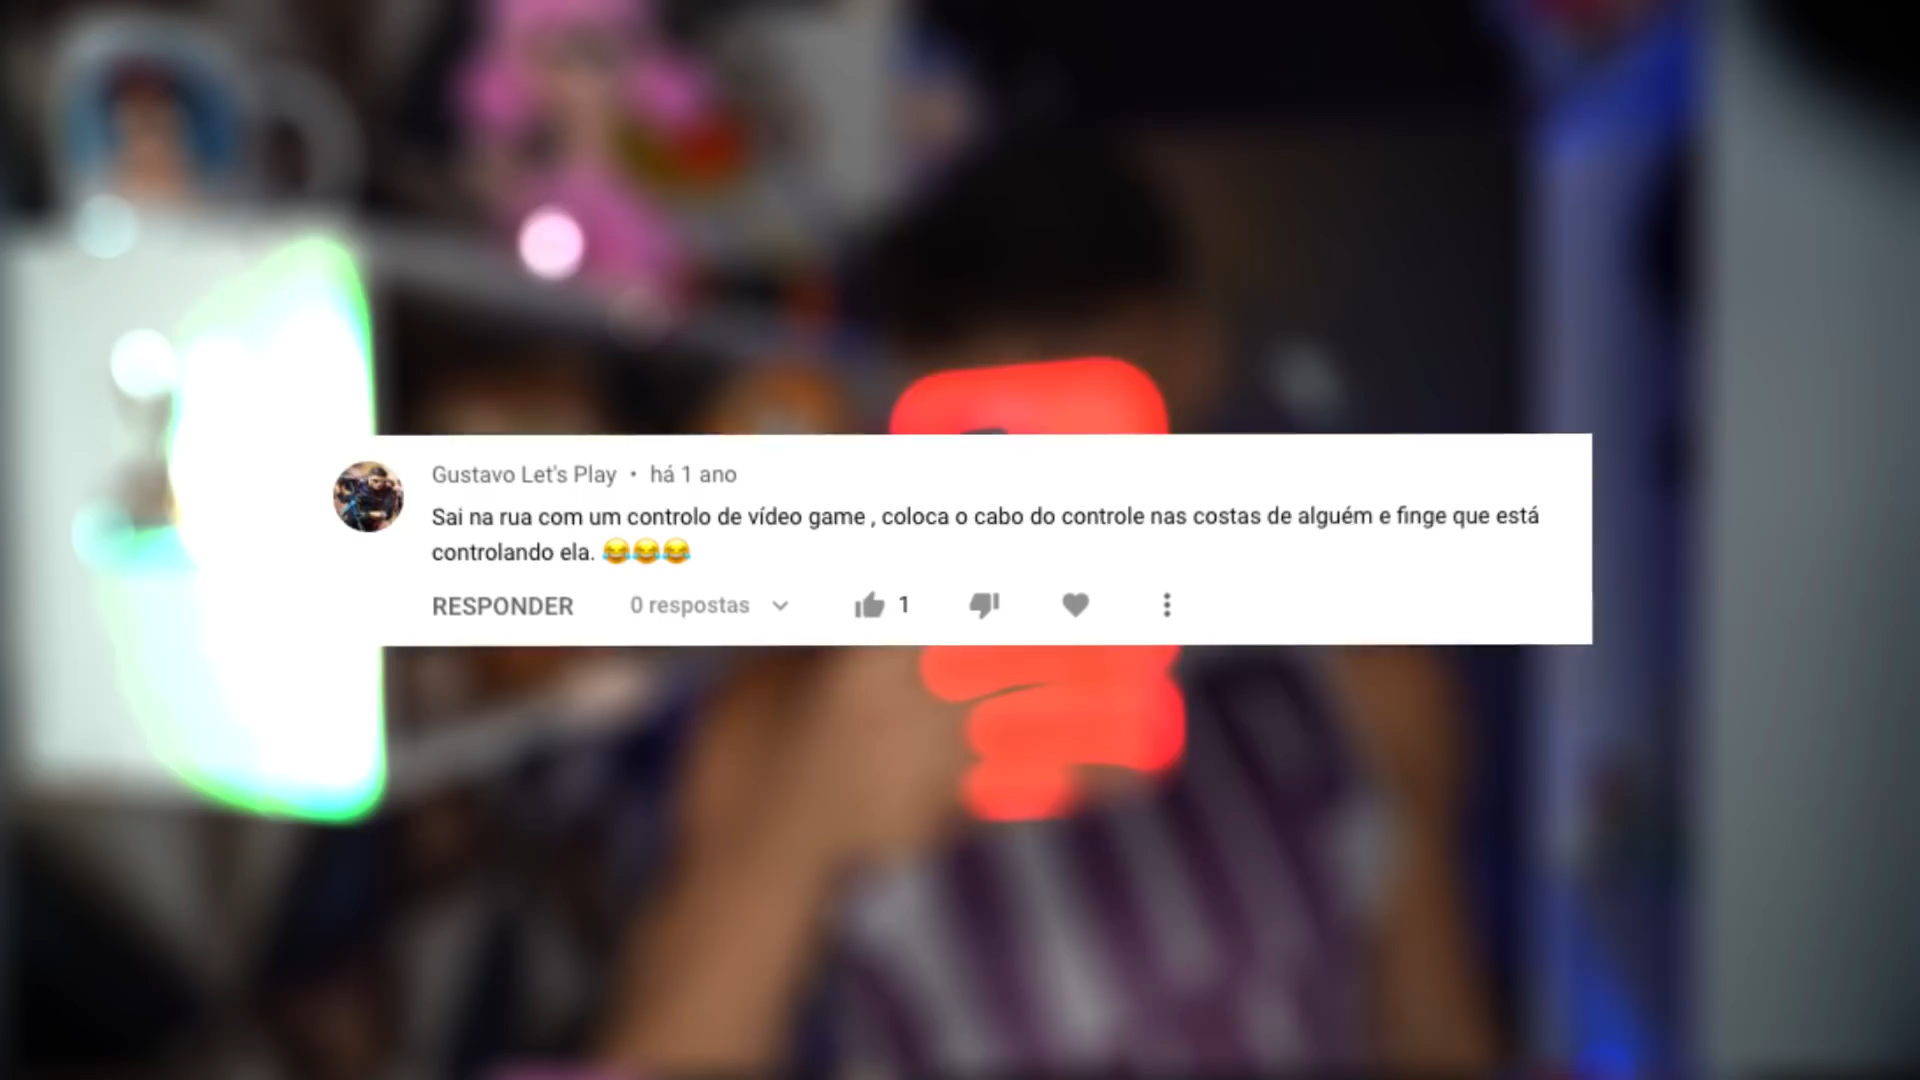 Gustavo Let's Play • há 1 ano
Sai na rua com um controlo de vídeo game , coloca o cabo do controle nas costas de alguém e finge que está
controlando ela. 😂😂😂
RESPONDER 0 respostas 1